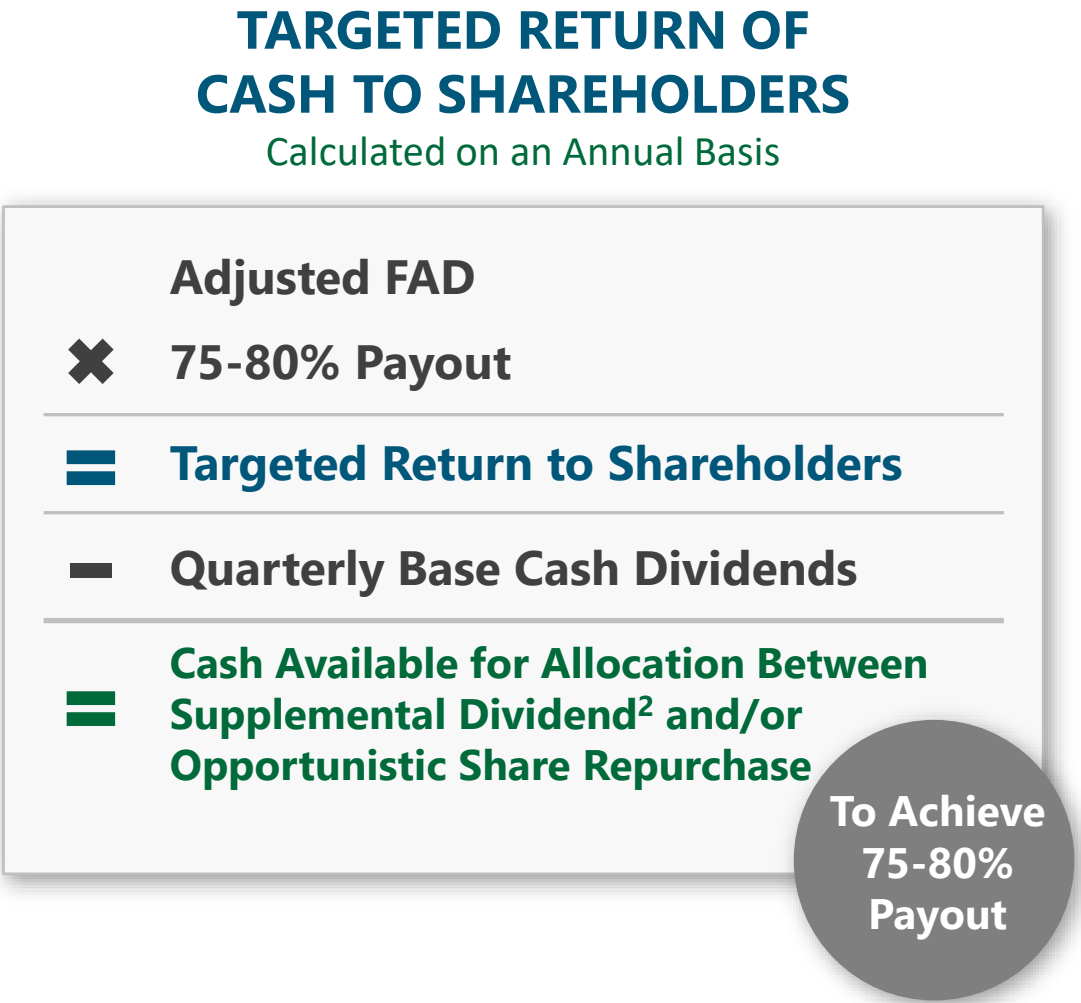 TARGETED RETURN OF
CASH TO SHAREHOLDERS
Calculated on an Annual Basis
Adjusted FAD
✖ 75-80% Payout
= Targeted Return to Shareholders
– Quarterly Base Cash Dividends
= Cash Available for Allocation Between
Supplemental Dividend² and/or
Opportunistic Share Repurchase
To Achieve
75-80%
Payout